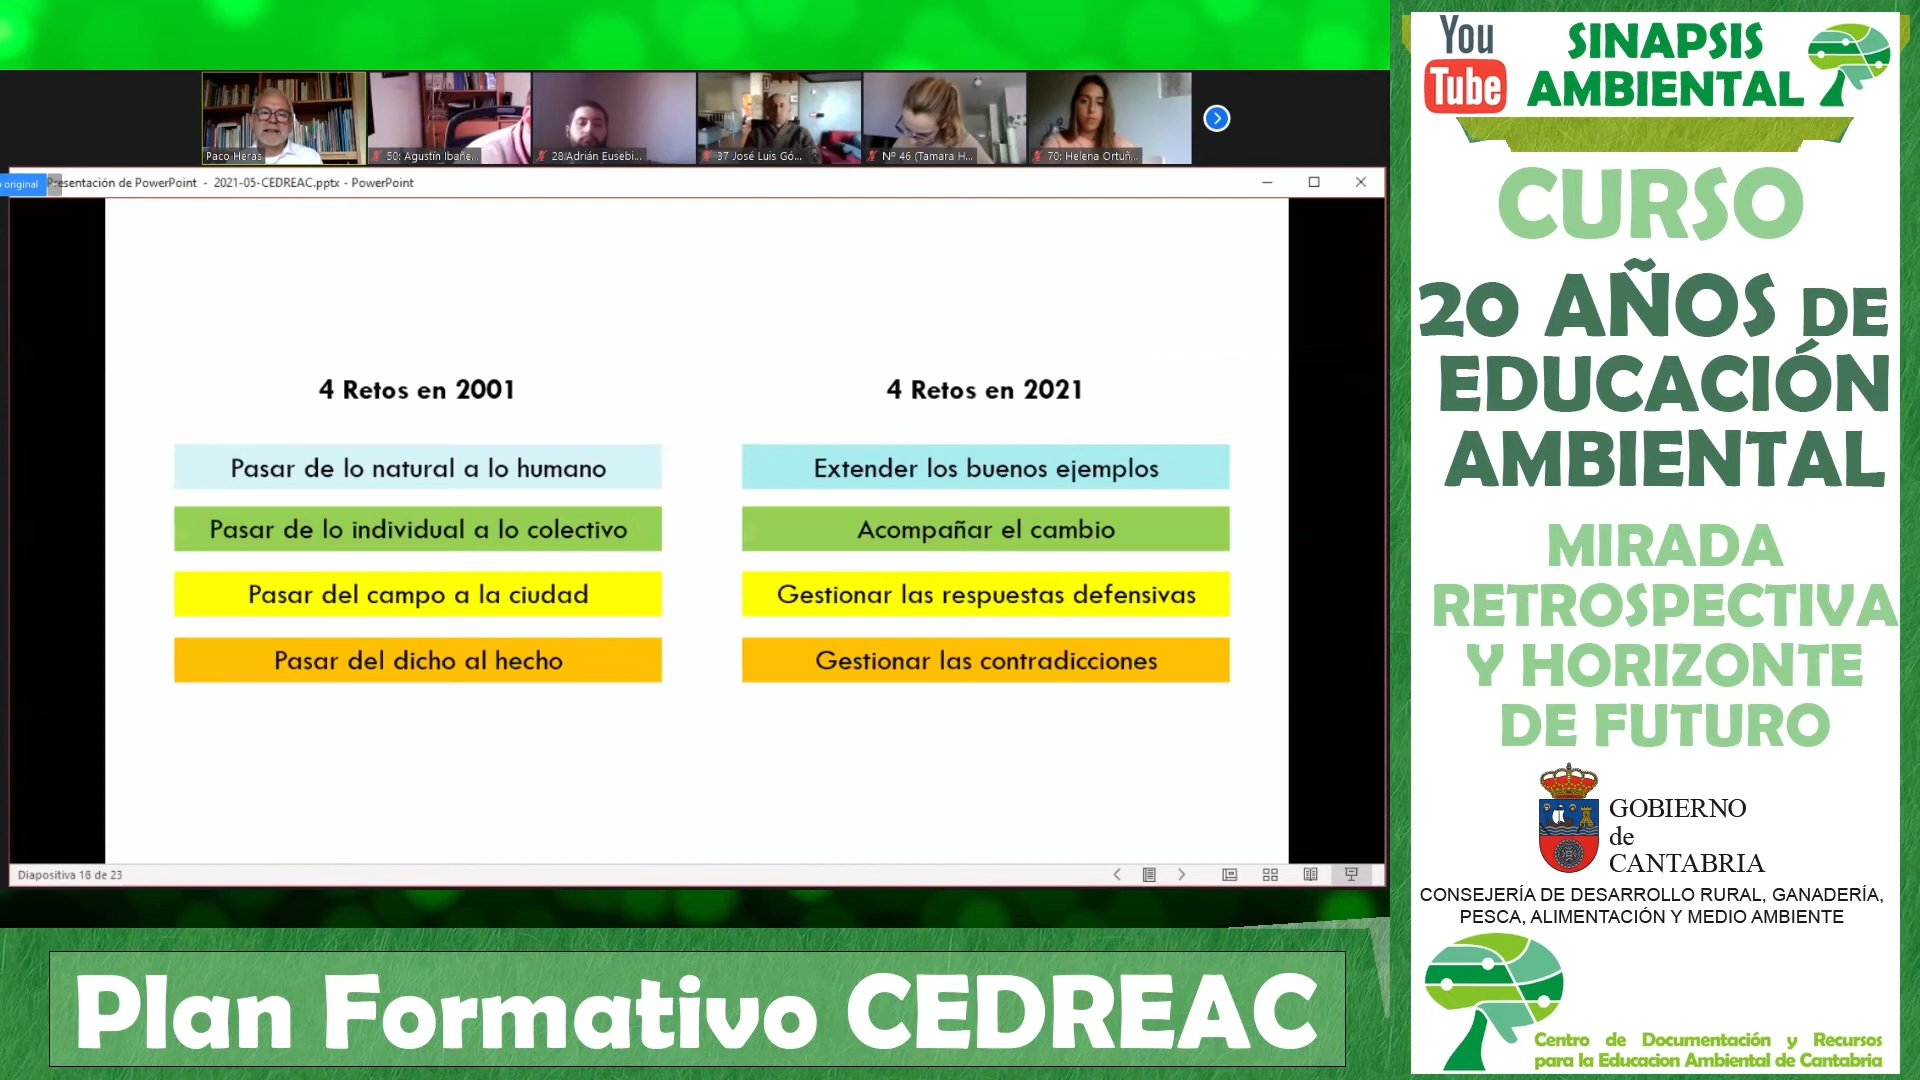 Paco Heras
50: Agustín Ibañe...
28 Adrián Eusebi...
37 José Luis Gó...
Nº 46 (Tamara H...
70: Helena Ortuñ...
original
Presentación de PowerPoint - 2021-05-CEDREAC.pptx - PowerPoint
4 Retos en 2001
Pasar de lo natural a lo humano
Pasar de lo individual a lo colectivo
Pasar del campo a la ciudad
Pasar del dicho al hecho
4 Retos en 2021
Extender los buenos ejemplos
Acompañar el cambio
Gestionar las respuestas defensivas
Gestionar las contradicciones
Diapositiva 18 de 23
Plan Formativo CEDREAC
You
Tube
SINAPSIS
AMBIENTAL
CURSO
20 AÑOS DE
EDUCACIÓN
AMBIENTAL
MIRADA
RETROSPECTIVA
Y HORIZONTE
DE FUTURO
GOBIERNO
de
CANTABRIA
CONSEJERÍA DE DESARROLLO RURAL, GANADERÍA,
PESCA, ALIMENTACIÓN Y MEDIO AMBIENTE
Centro de Documentación y Recursos
para la Educacion Ambiental de Cantabria